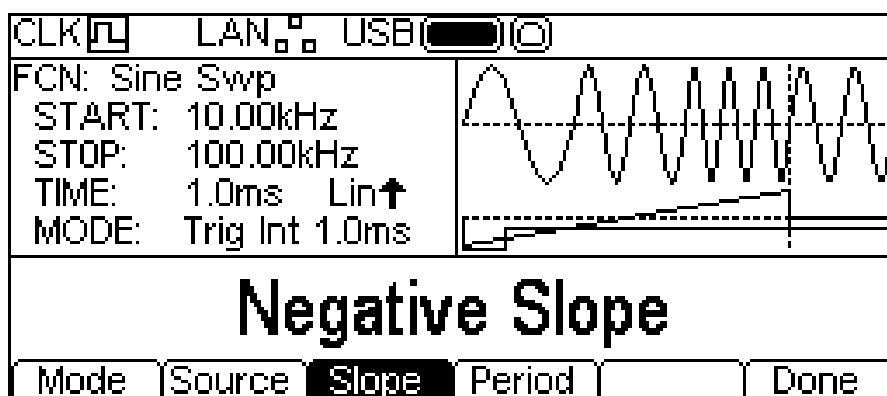 CLK LAN USB
FCN: Sine Swp
START: 10.00kHz
STOP: 100.00kHz
TIME: 1.0ms Lin↑
MODE: Trig Int 1.0ms
Negative Slope
Mode Source Slope Period Done